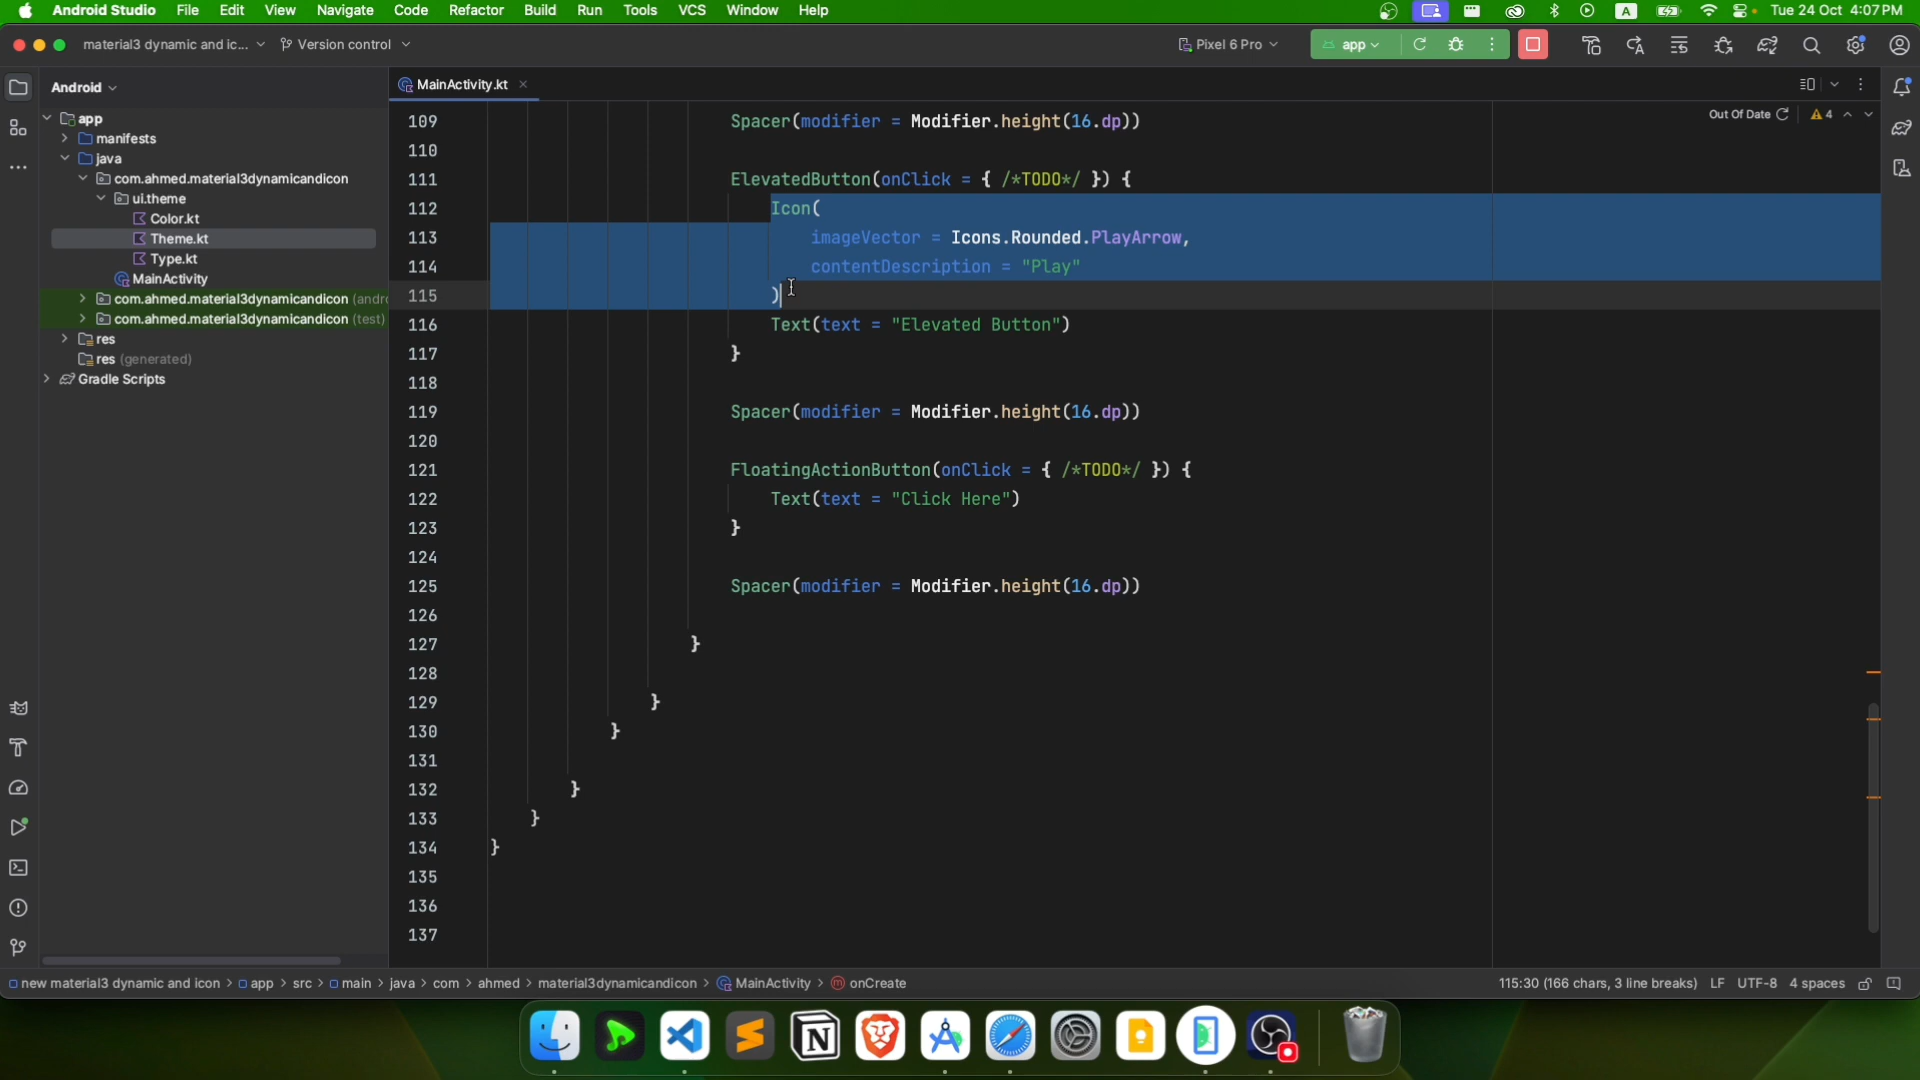 Android Studio File Edit View Navigate Code Refactor Build Run Tools VCS Window Help A Tue 24 Oct 4:07 PM
material3 dynamic and ic... Version control Pixel 6 Pro app
Android MainActivity.kt
Out Of Date 4
app
manifests
java
com.ahmed.material3dynamicandicon
ui.theme
Color.kt
Theme.kt
Type.kt
MainActivity
com.ahmed.material3dynamicandicon (andr
com.ahmed.material3dynamicandicon (test)
res
res (generated)
Gradle Scripts
109 Spacer(modifier = Modifier.height(16.dp))
110
111 ElevatedButton(onClick = { /*TODO*/ }) {
112 Icon(
113 imageVector = Icons.Rounded.PlayArrow,
114 contentDescription = "Play"
115 )
116 Text(text = "Elevated Button")
117 }
118
119 Spacer(modifier = Modifier.height(16.dp))
120
121 FloatingActionButton(onClick = { /*TODO*/ }) {
122 Text(text = "Click Here")
123 }
124
125 Spacer(modifier = Modifier.height(16.dp))
126
127 }
128
129 }
130 }
131
132 }
133 }
134 }
135
136
137
new material3 dynamic and icon > app > src > main > java > com > ahmed > material3dynamicandicon > MainActivity > onCreate 115:30 (166 chars, 3 line breaks) LF UTF-8 4 spaces